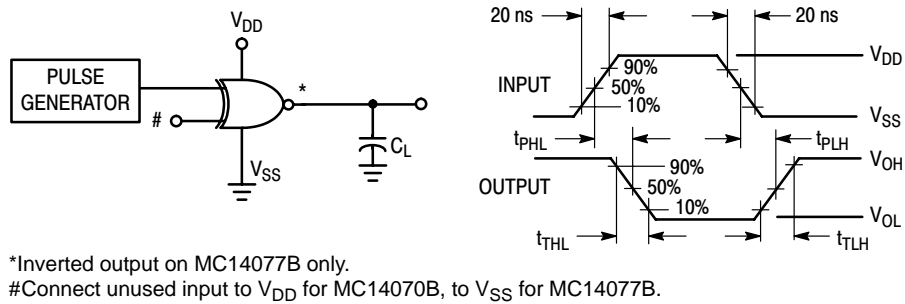 V_DD
PULSE GENERATOR
#
*
C_L
V_SS
20 ns
20 ns
INPUT
90%
50%
10%
V_DD
V_SS
t_PHL
t_PLH
OUTPUT
90%
50%
10%
V_OH
V_OL
t_THL
t_TLH
*Inverted output on MC14077B only.
#Connect unused input to V_DD for MC14070B, to V_SS for MC14077B.